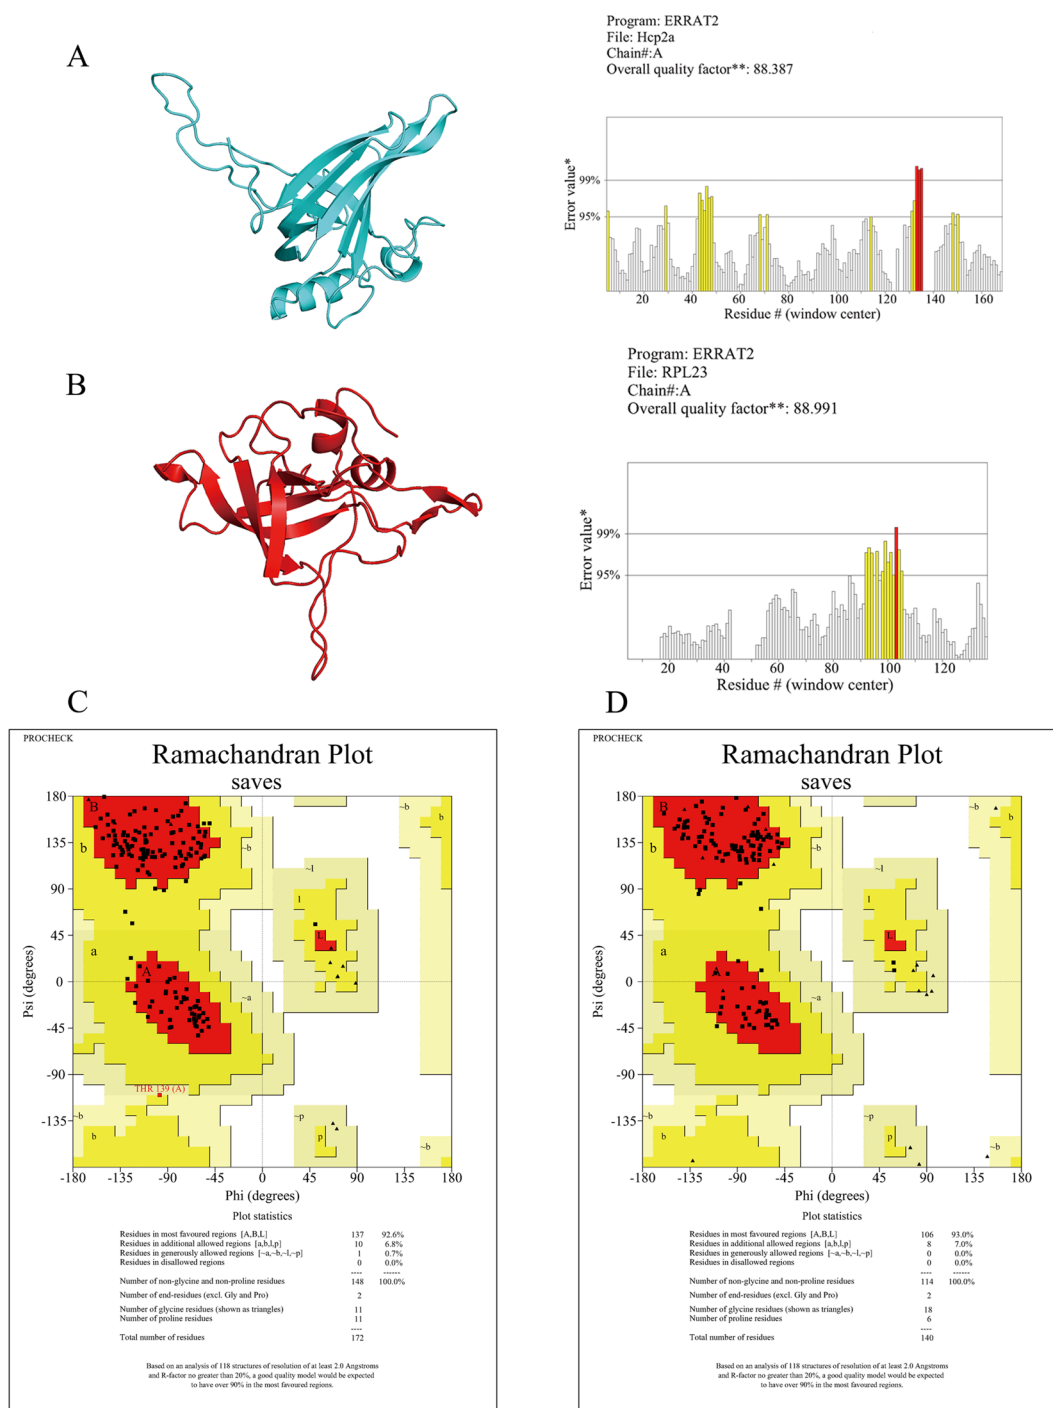 A
Program: ERRAT2
File: Hcp2a
Chain#:A
Overall quality factor**: 88.387
Error value*
99%
95%
20 40 60 80 100 120 140 160
Residue # (window center)
B
Program: ERRAT2
File: RPL23
Chain#:A
Overall quality factor**: 88.991
Error value*
99%
95%
20 40 60 80 100 120
Residue # (window center)
C
PROCHECK
Ramachandran Plot
saves
180
135
90
45
0
-45
-90
-135
Psi (degrees)
B
b
~b
~b
b
~l
l
L
a
A
~a
THR 139 (A)
~b
b
~p
p
~b
-180 -135 -90 -45 0 45 90 135 180
Phi (degrees)
Plot statistics
Residues in most favoured regions [A,B,L] 137 92.6%
Residues in additional allowed regions [a,b,l,p] 10 6.8%
Residues in generously allowed regions [~a,~b,~l,~p] 1 0.7%
Residues in disallowed regions 0 0.0%
---- ------
Number of non-glycine and non-proline residues 148 100.0%
Number of end-residues (excl. Gly and Pro) 2
Number of glycine residues (shown as triangles) 11
Number of proline residues 11
----
Total number of residues 172
Based on an analysis of 118 structures of resolution of at least 2.0 Angstroms
and R-factor no greater than 20%, a good quality model would be expected
to have over 90% in the most favoured regions.
D
PROCHECK
Ramachandran Plot
saves
180
135
90
45
0
-45
-90
-135
Psi (degrees)
B
b
~b
~b
b
~l
l
L
a
A
~a
~b
b
~p
p
~b
-180 -135 -90 -45 0 45 90 135 180
Phi (degrees)
Plot statistics
Residues in most favoured regions [A,B,L] 106 93.0%
Residues in additional allowed regions [a,b,l,p] 8 7.0%
Residues in generously allowed regions [~a,~b,~l,~p] 0 0.0%
Residues in disallowed regions 0 0.0%
---- ------
Number of non-glycine and non-proline residues 114 100.0%
Number of end-residues (excl. Gly and Pro) 2
Number of glycine residues (shown as triangles) 18
Number of proline residues 6
----
Total number of residues 140
Based on an analysis of 118 structures of resolution of at least 2.0 Angstroms
and R-factor no greater than 20%, a good quality model would be expected
to have over 90% in the most favoured regions.